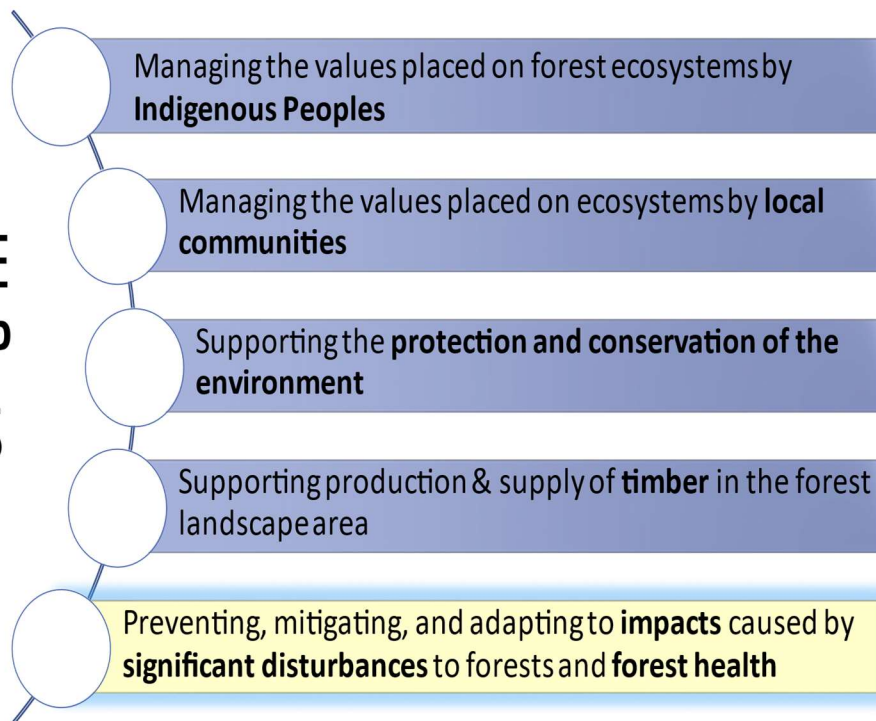 Managing the values placed on forest ecosystems by
Indigenous Peoples
Managing the values placed on ecosystems by local
communities
Supporting the protection and conservation of the
environment
Supporting production & supply of timber in the forest
landscape area
Preventing, mitigating, and adapting to impacts caused by
significant disturbances to forests and forest health